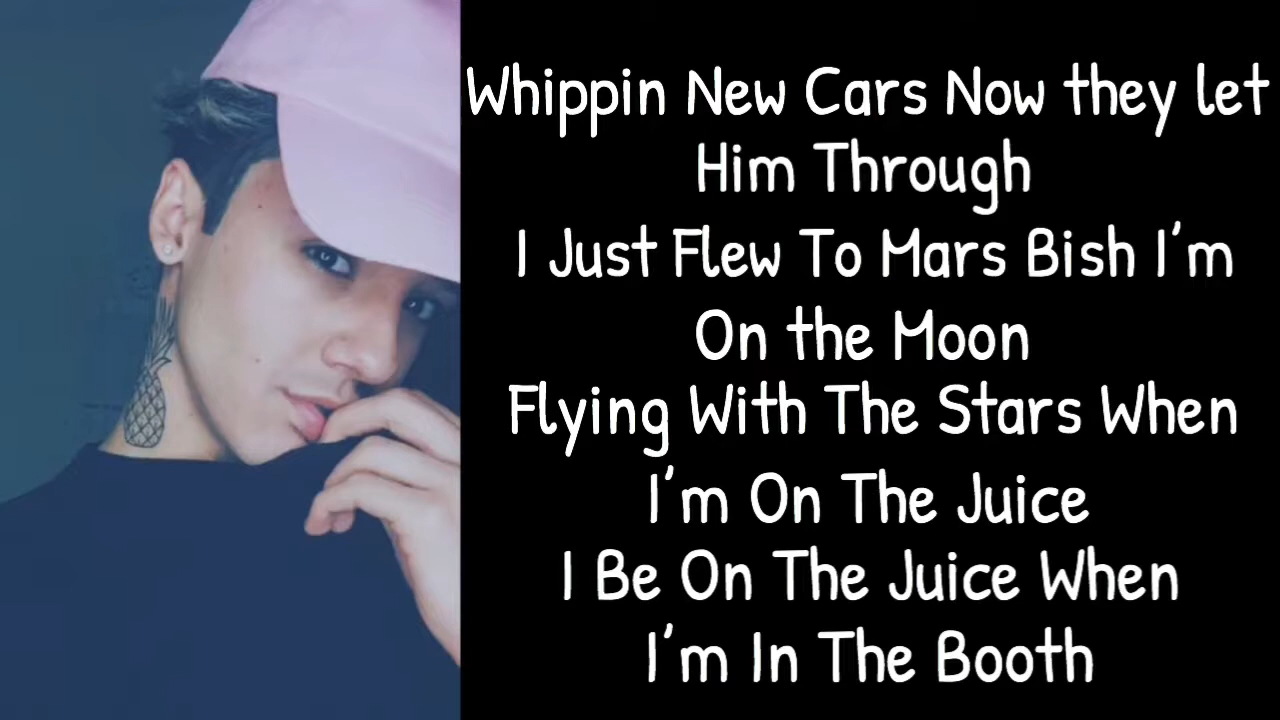 Whippin New Cars Now they let
Him Through
I Just Flew To Mars Bish I'm
On the Moon
Flying With The Stars When
I'm On The Juice
I Be On The Juice When
I'm In The Booth